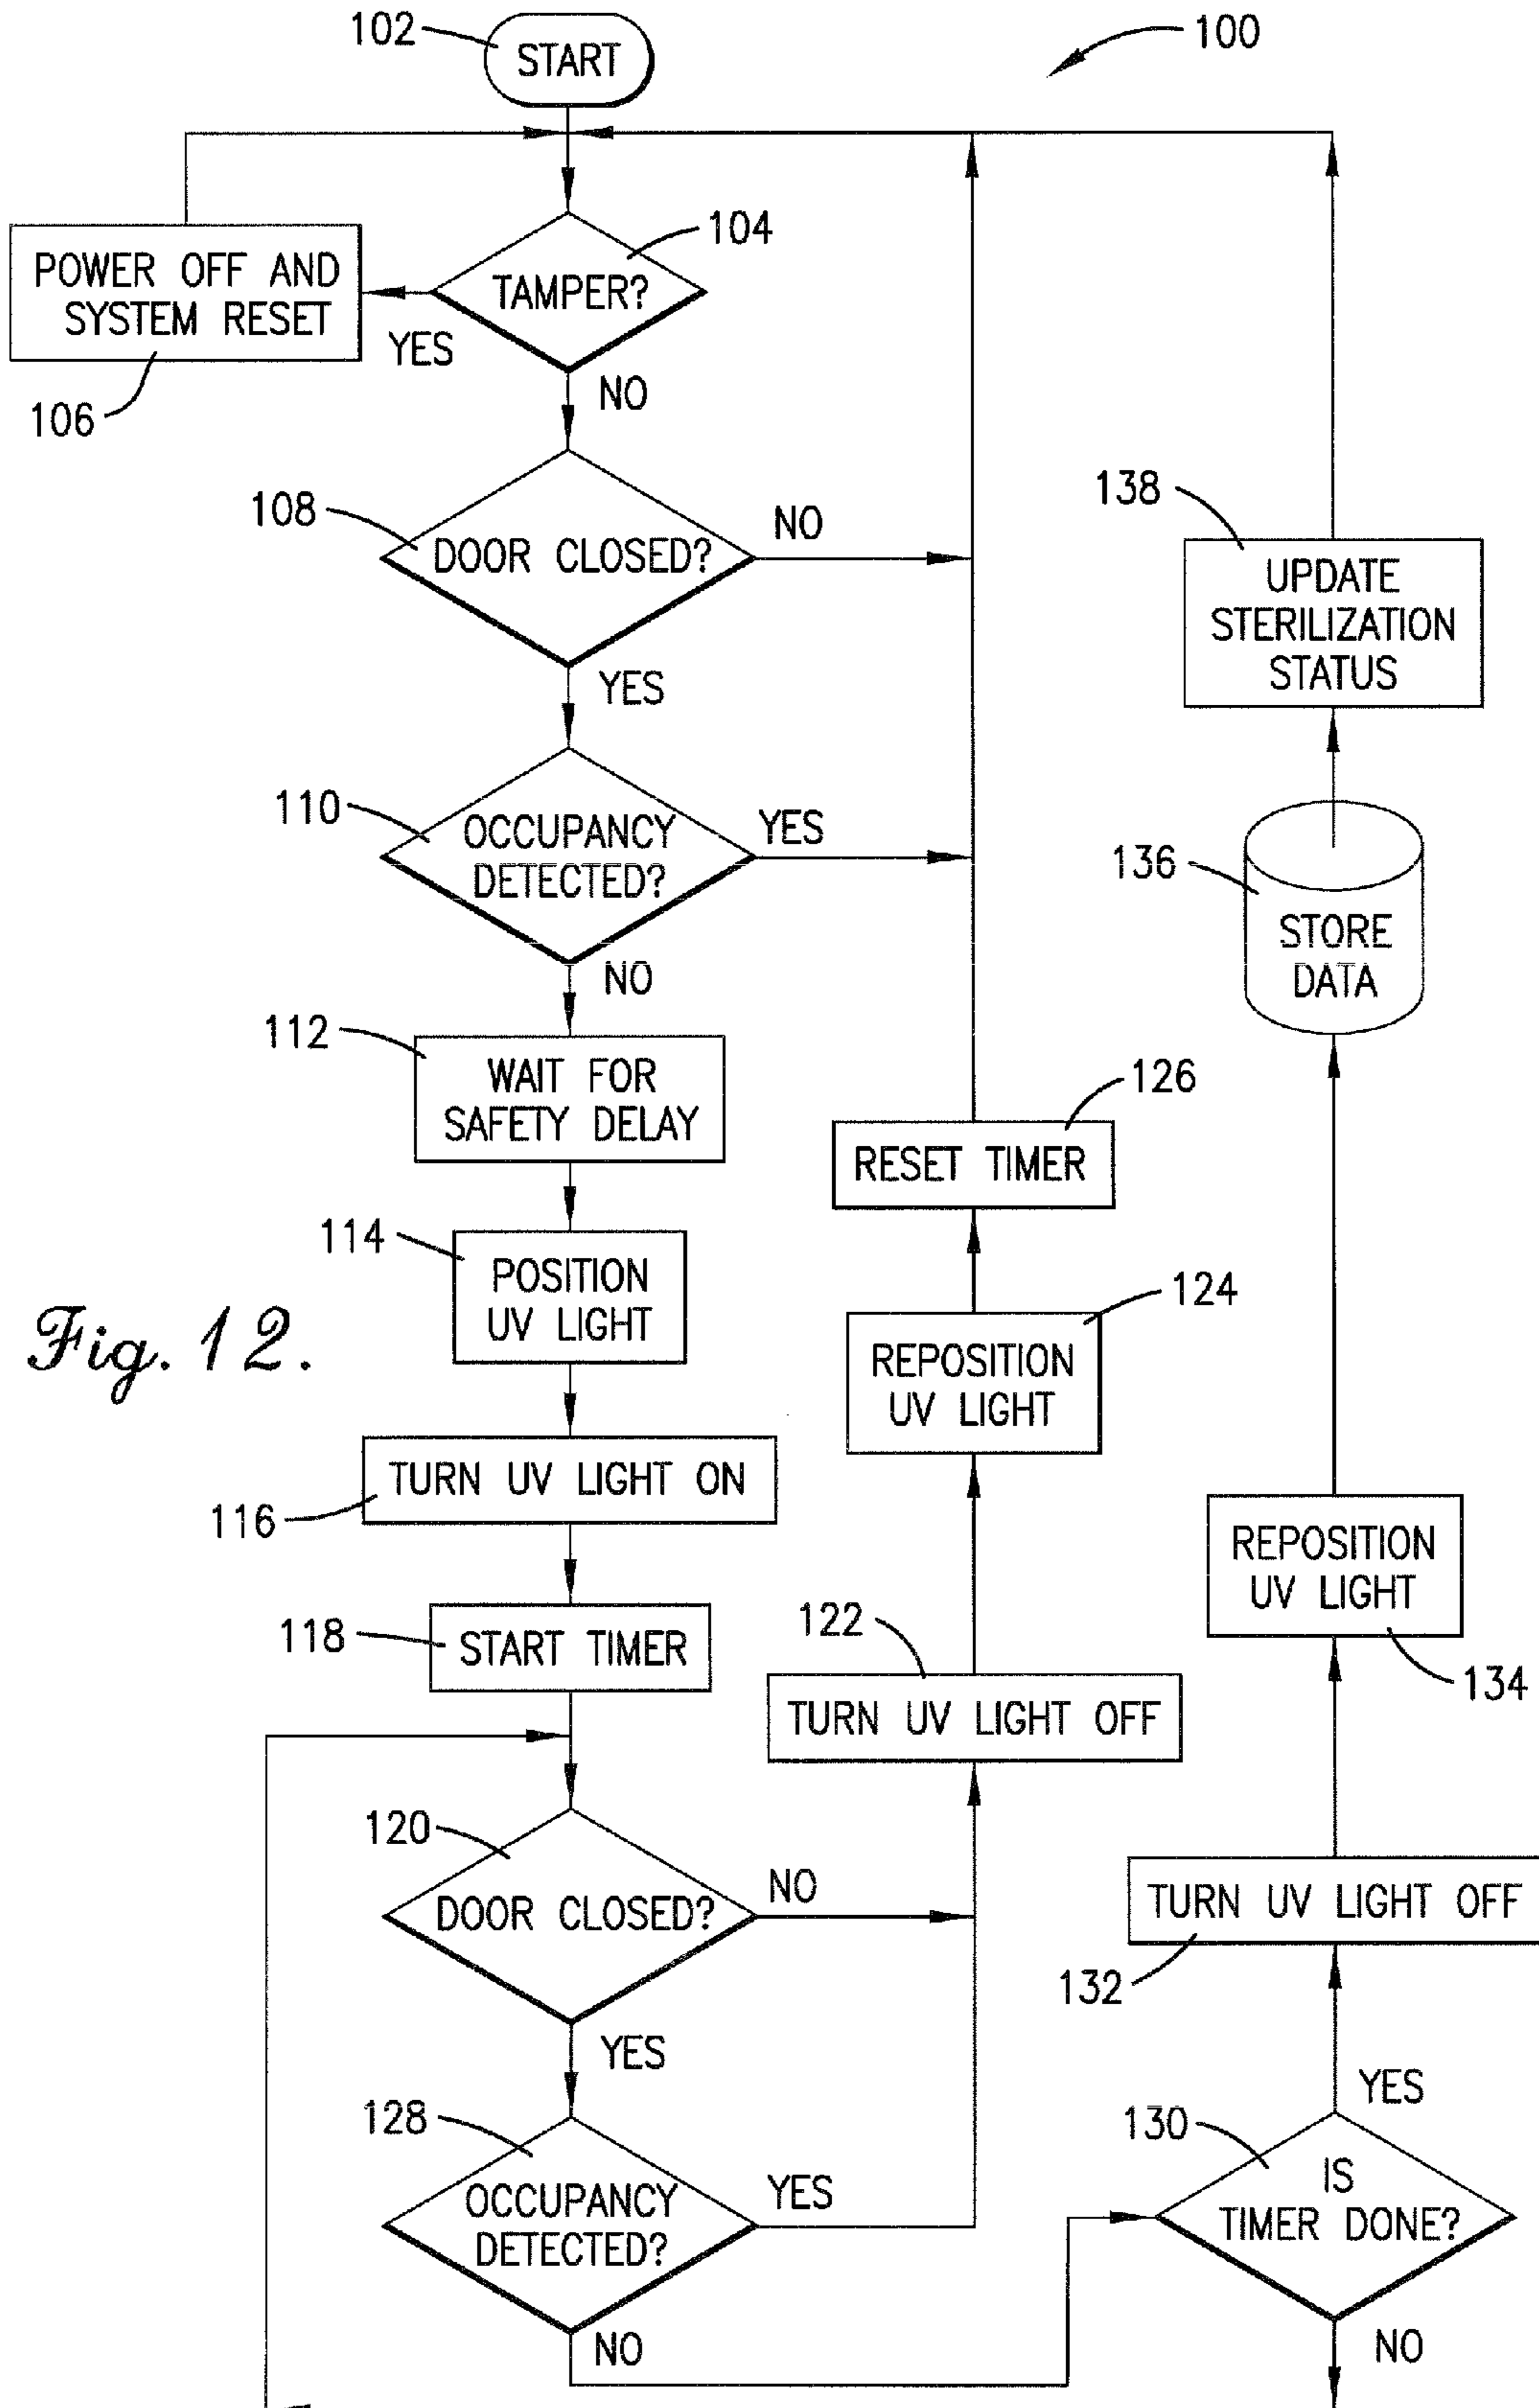 102
START
100
104
TAMPER?
POWER OFF AND
SYSTEM RESET
YES
106
NO
108
DOOR CLOSED?
NO
YES
110
OCCUPANCY
DETECTED?
YES
NO
112
WAIT FOR
SAFETY DELAY
114
POSITION
UV LIGHT
Fig. 12.
TURN UV LIGHT ON
116
118
START TIMER
120
DOOR CLOSED?
NO
YES
128
OCCUPANCY
DETECTED?
YES
NO
122
TURN UV LIGHT OFF
124
REPOSITION
UV LIGHT
126
RESET TIMER
130
IS
TIMER DONE?
YES
NO
132
TURN UV LIGHT OFF
134
REPOSITION
UV LIGHT
136
STORE
DATA
138
UPDATE
STERILIZATION
STATUS